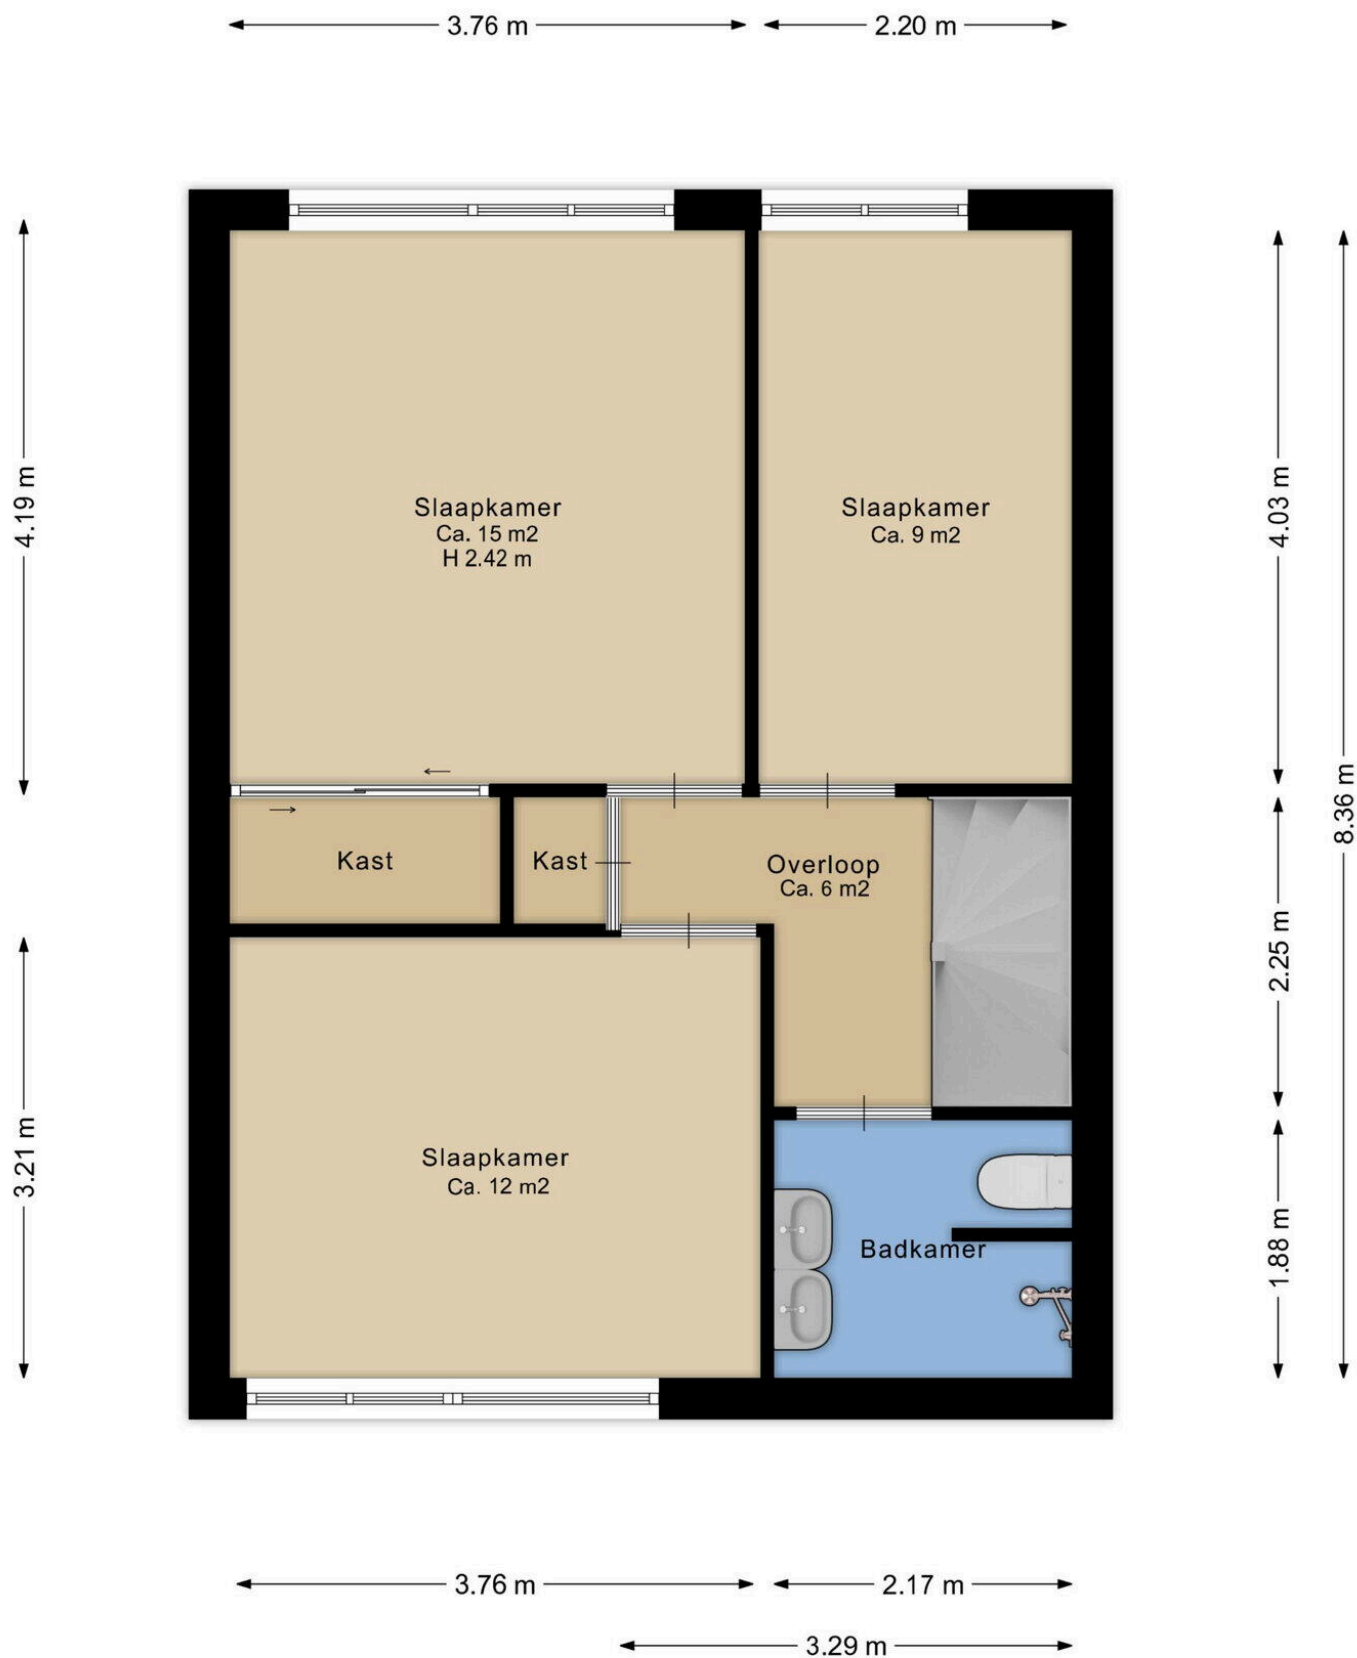 3.76 m
2.20 m
4.19 m
4.03 m
8.36 m
Slaapkamer
Ca. 15 m2
H 2.42 m
Slaapkamer
Ca. 9 m2
Kast
Kast
Overloop
Ca. 6 m2
2.25 m
3.21 m
Slaapkamer
Ca. 12 m2
Badkamer
1.88 m
3.76 m
2.17 m
3.29 m